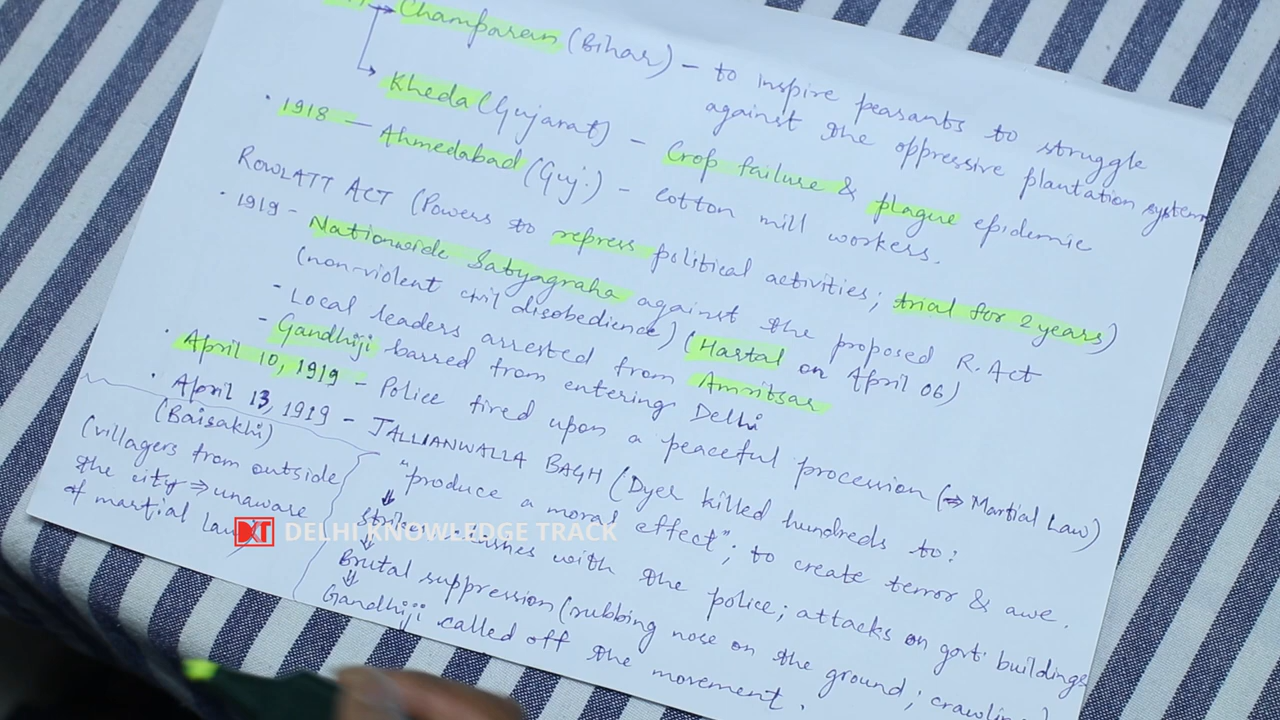 → Champaran (Bihar) - to inspire peasants to struggle
against the oppressive plantation system
→ Kheda (Gujarat) - Crop failure & plague epidemic
· 1918 - Ahmedabad (Guj.) - Cotton mill workers.
ROWLATT ACT (Powers to repress political activities; trial for 2 years)
· 1919 - Nationwide Satyagraha against the proposed R. Act
(non-violent civil disobedience) (Hartal on April 06)
- Local leaders arrested from Amritsar
- Gandhiji barred from entering Delhi
· April 10, 1919 - Police fired upon a peaceful procession (⇒ Martial Law)
· April 13, 1919 - JALLIANWALLA BAGH (Dyer killed hundreds to:
(Baisakhi)
"produce a moral effect"; to create terror & awe.
(villagers from outside
the city ⇒ unaware
of martial law
↓
clashes with the police; attacks on govt. buildings
↓
Brutal suppression (rubbing nose on the ground; crawling)
⇓
Gandhiji called off the movement.
DKT DELHI KNOWLEDGE TRACK